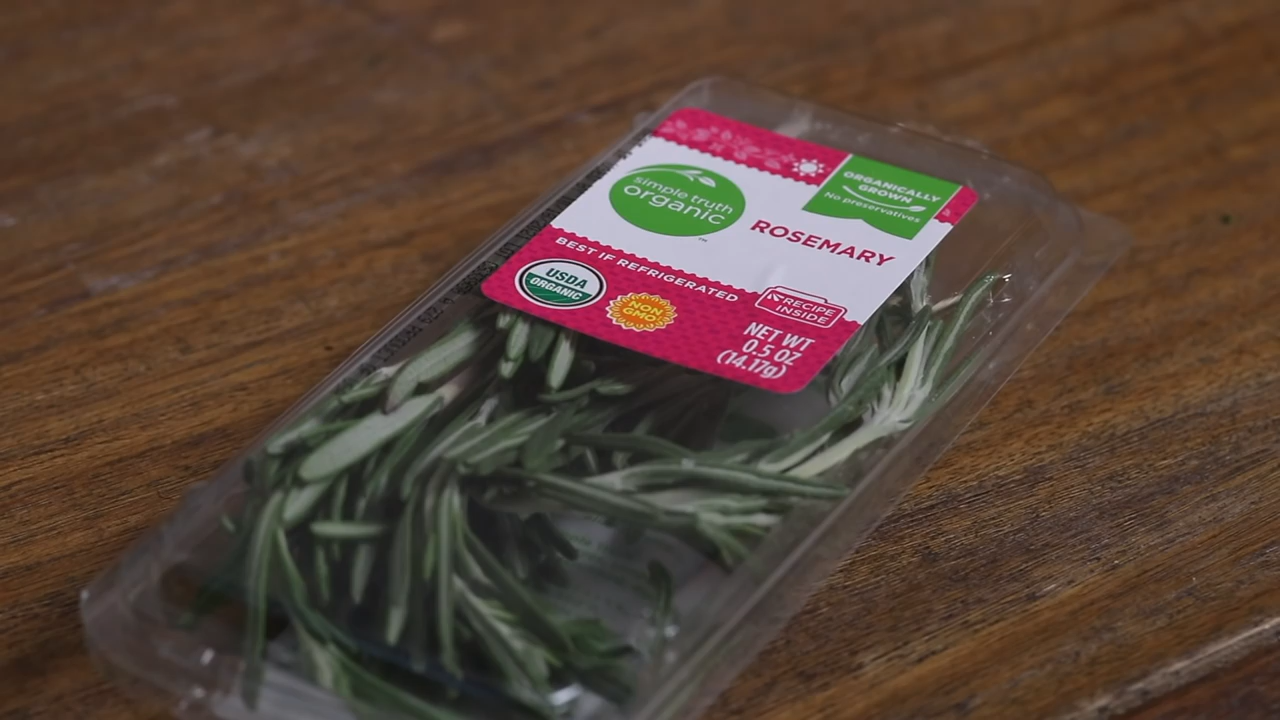 simple truth
organic
™
ORGANICALLY
GROWN
No preservatives
ROSEMARY
BEST IF REFRIGERATED
USDA
ORGANIC
NON
GMO
RECIPE
INSIDE
NET WT
0.5 OZ
(14.17g)